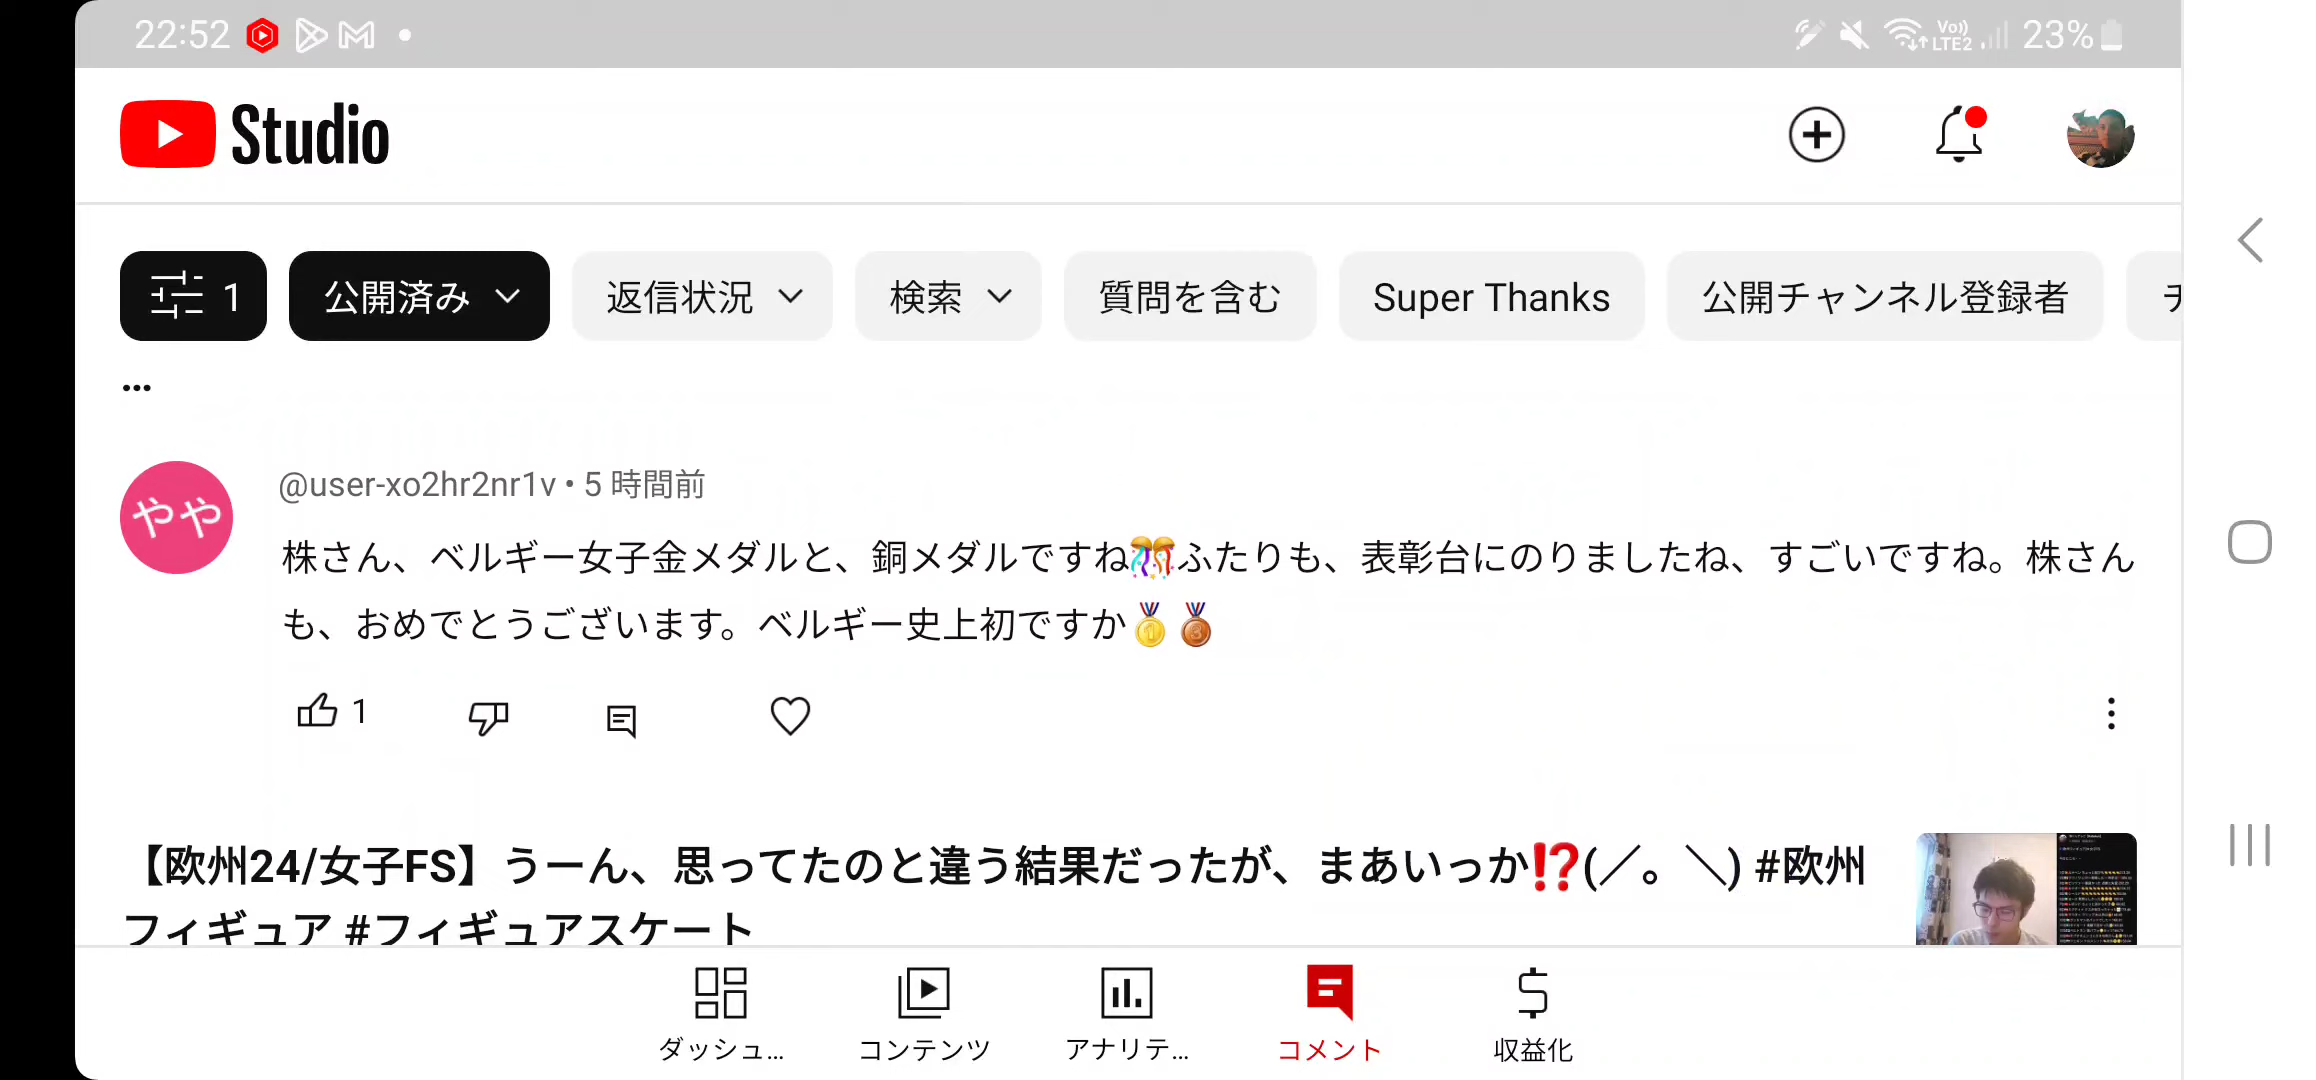 22:52
Vo))
LTE2
23%
Studio
1
公開済み
返信状況
検索
質問を含む
Super Thanks
公開チャンネル登録者
...
やや
@user-xo2hr2nr1v • 5 時間前
株さん、ベルギー女子金メダルと、銅メダルですね🎊ふたりも、表彰台にのりましたね、すごいですね。株さん
も、おめでとうございます。ベルギー史上初ですか🥇🥉
1
【欧州24/女子FS】うーん、思ってたのと違う結果だったが、まあいっか⁉️(／。＼) #欧州
フィギュア #フィギュアスケート
ダッシュ...
コンテンツ
アナリテ...
コメント
収益化